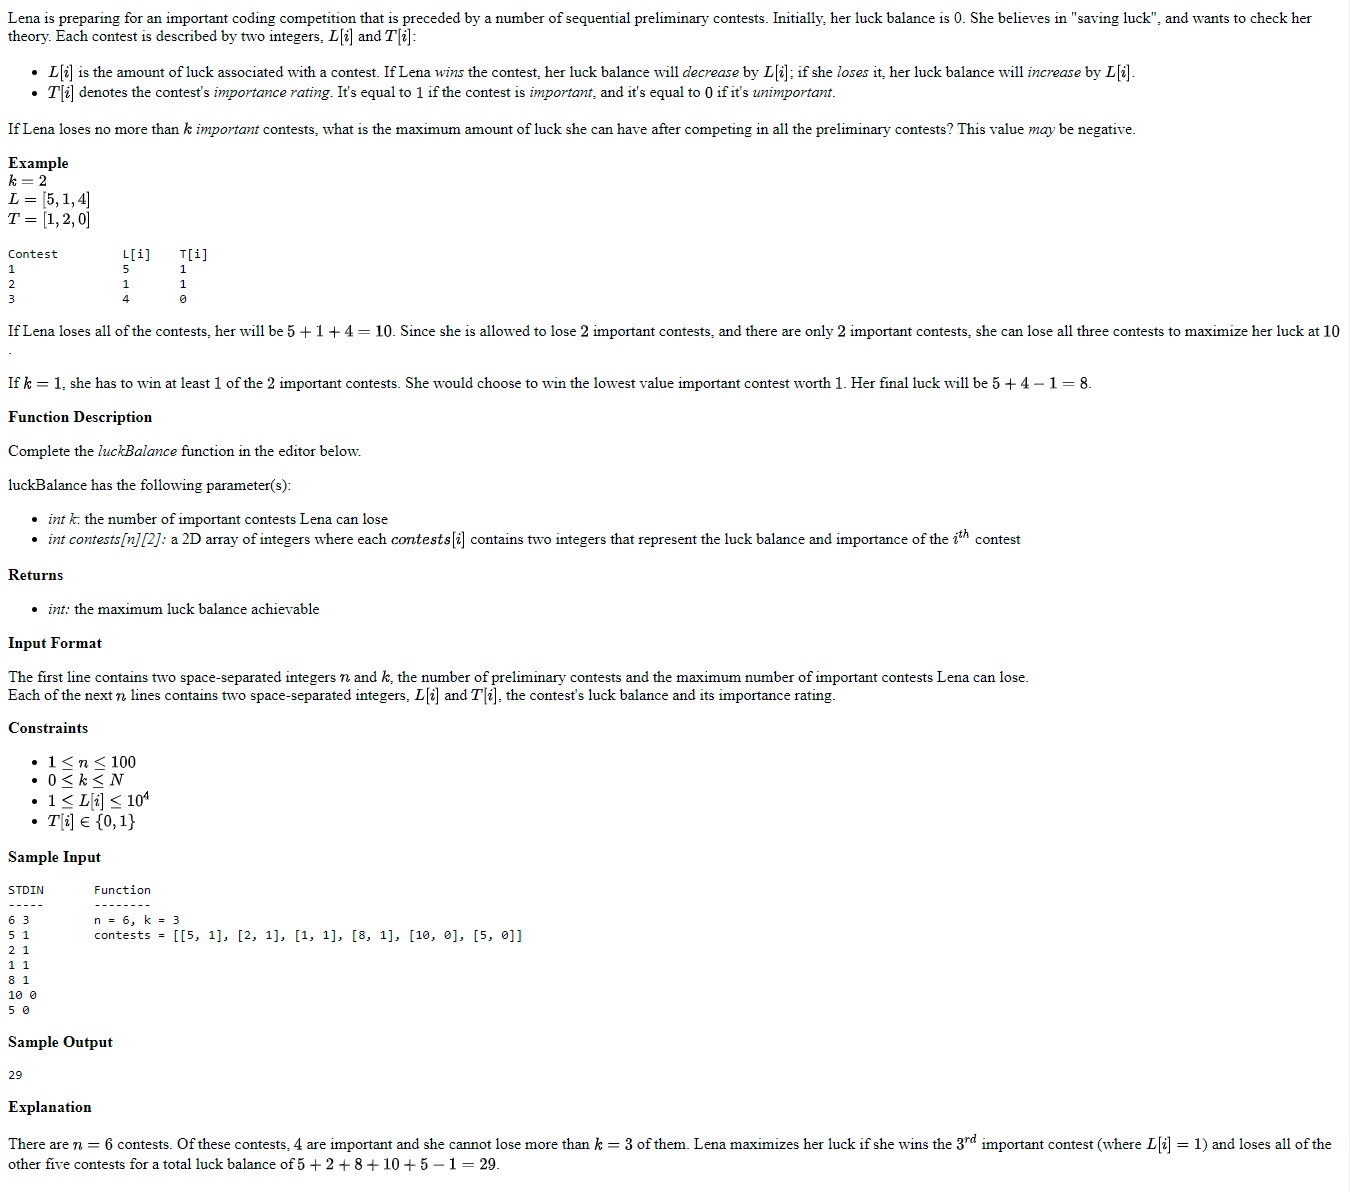 Lena is preparing for an important coding competition that is preceded by a number of sequential preliminary contests. Initially, her luck balance is 0. She believes in "saving luck", and wants to check her
theory. Each contest is described by two integers, L[i] and T[i]:
• L[i] is the amount of luck associated with a contest. If Lena wins the contest, her luck balance will decrease by L[i]; if she loses it, her luck balance will increase by L[i].
• T[i] denotes the contest's importance rating. It's equal to 1 if the contest is important, and it's equal to 0 if it's unimportant.
If Lena loses no more than k important contests, what is the maximum amount of luck she can have after competing in all the preliminary contests? This value may be negative.
Example
k = 2
L = [5, 1, 4]
T = [1, 2, 0]
Contest L[i] T[i]
1 5 1
2 1 1
3 4 0
If Lena loses all of the contests, her will be 5 + 1 + 4 = 10. Since she is allowed to lose 2 important contests, and there are only 2 important contests, she can lose all three contests to maximize her luck at 10
.
If k = 1, she has to win at least 1 of the 2 important contests. She would choose to win the lowest value important contest worth 1. Her final luck will be 5 + 4 − 1 = 8.
Function Description
Complete the luckBalance function in the editor below.
luckBalance has the following parameter(s):
• int k: the number of important contests Lena can lose
• int contests[n][2]: a 2D array of integers where each contests[i] contains two integers that represent the luck balance and importance of the i^th contest
Returns
• int: the maximum luck balance achievable
Input Format
The first line contains two space-separated integers n and k, the number of preliminary contests and the maximum number of important contests Lena can lose.
Each of the next n lines contains two space-separated integers, L[i] and T[i], the contest's luck balance and its importance rating.
Constraints
• 1 ≤ n ≤ 100
• 0 ≤ k ≤ N
• 1 ≤ L[i] ≤ 10^4
• T[i] ∈ {0, 1}
Sample Input
STDIN Function
----- --------
6 3 n = 6, k = 3
5 1 contests = [[5, 1], [2, 1], [1, 1], [8, 1], [10, 0], [5, 0]]
2 1
1 1
8 1
10 0
5 0
Sample Output
29
Explanation
There are n = 6 contests. Of these contests, 4 are important and she cannot lose more than k = 3 of them. Lena maximizes her luck if she wins the 3^rd important contest (where L[i] = 1) and loses all of the
other five contests for a total luck balance of 5 + 2 + 8 + 10 + 5 − 1 = 29.